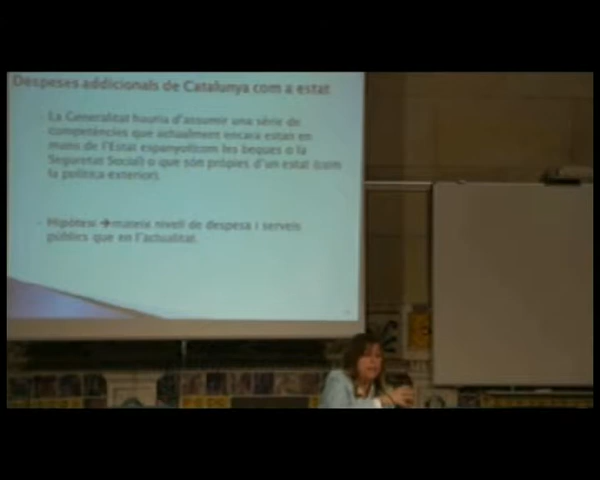 Despeses addicionals de Catalunya com a estat
La Generalitat hauria d'assumir una sèrie de
competències que actualment encara estan en
mans de l'Estat espanyol(com les beques o la
Seguretat Social) o que són pròpies d'un estat (com
la política exterior).
- Hipòtesi → mateix nivell de despesa i serveis
públics que en l'actualitat.